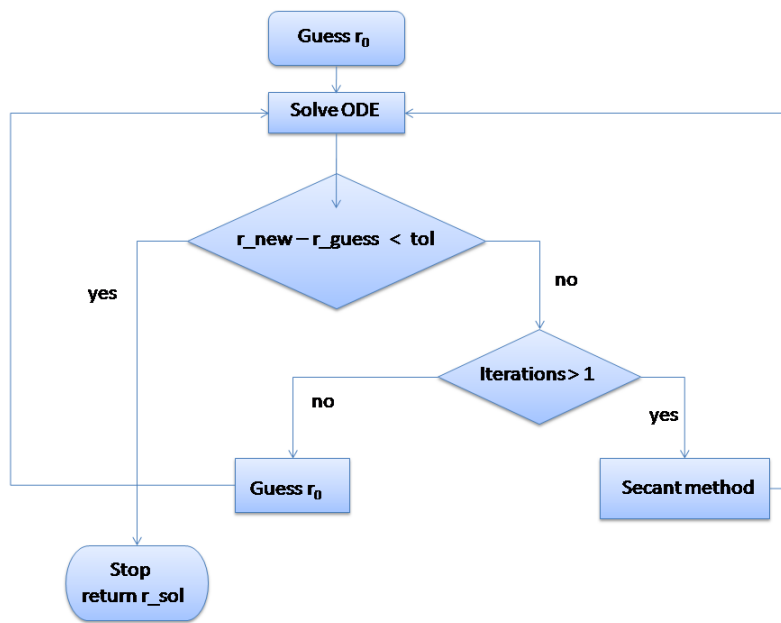 Guess r₀
Solve ODE
r_new – r_guess < tol
yes
no
Iterations > 1
no
yes
Guess r₀
Secant method
Stop
return r_sol